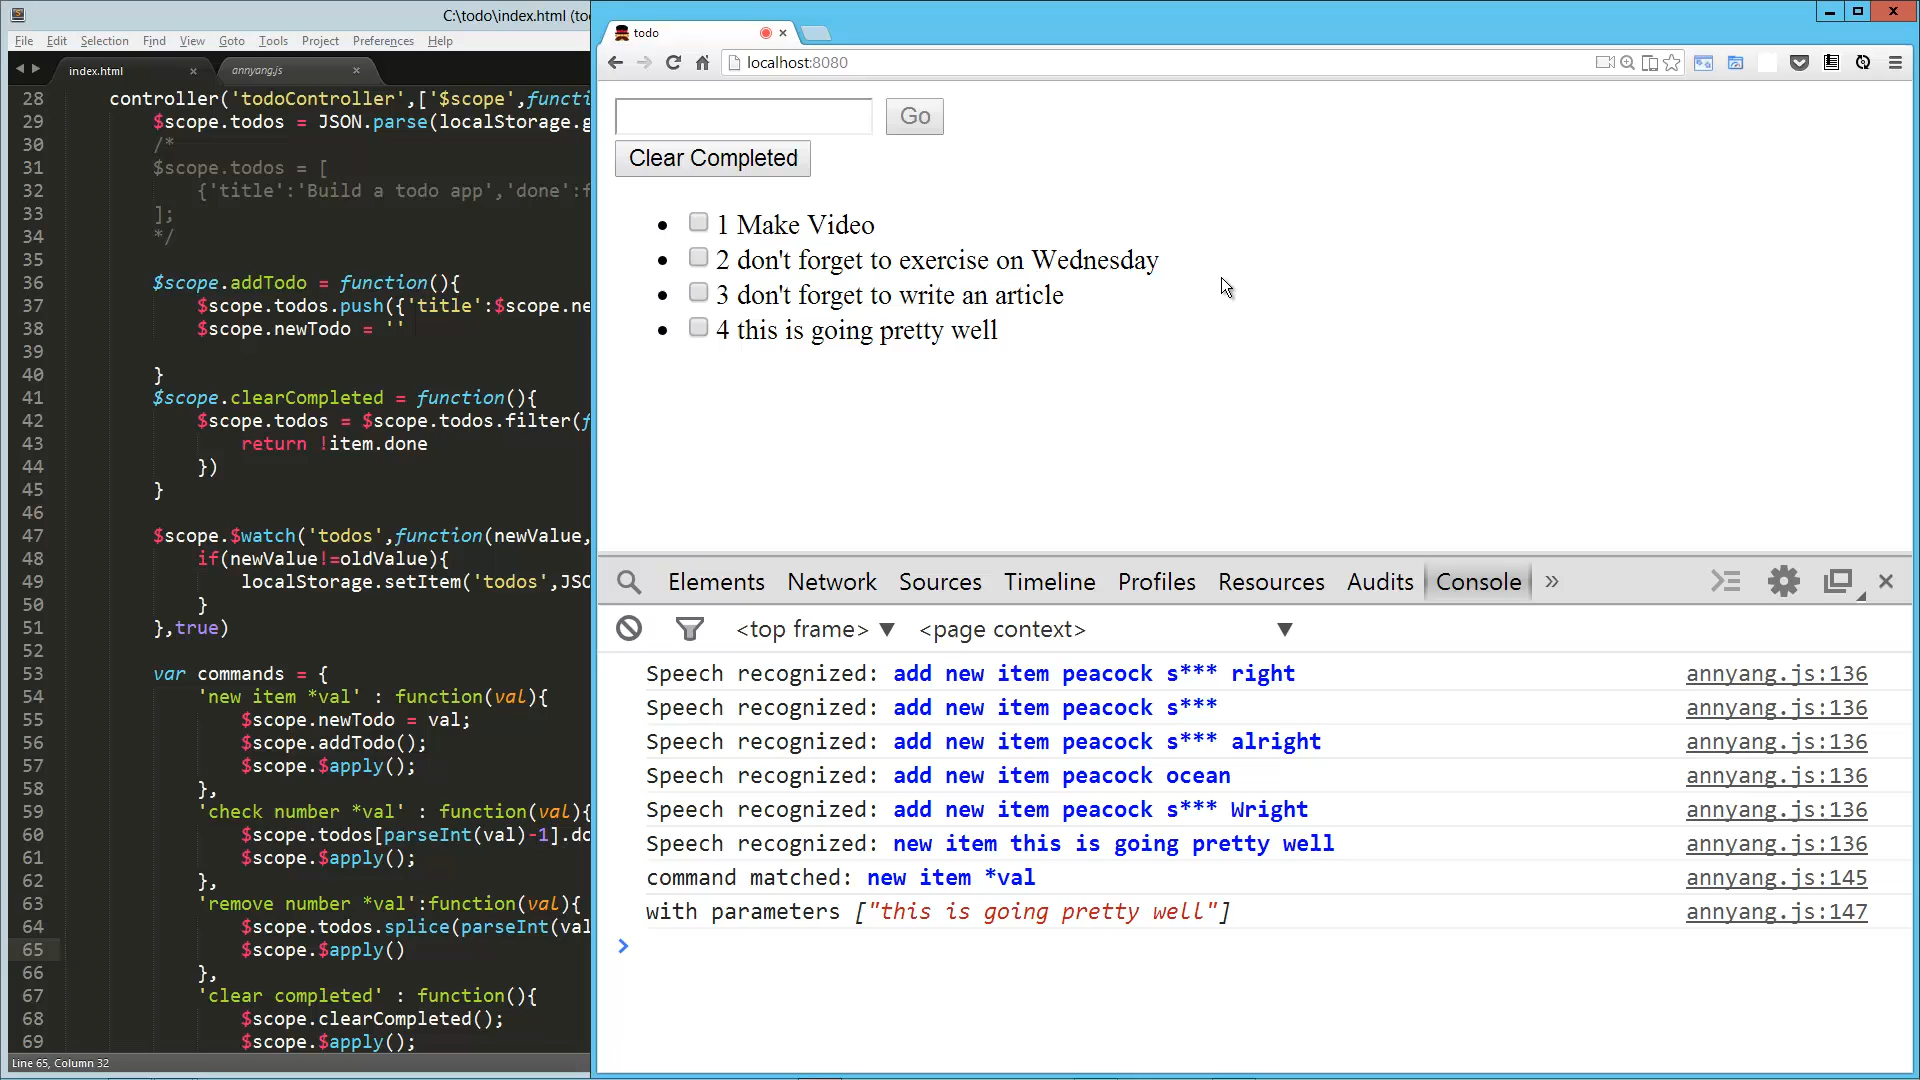 C:\todo\index.html (to
File Edit Selection Find View Goto Tools Project Preferences Help
index.html
annyang.js
28 controller('todoController',['$scope',functi
29 $scope.todos = JSON.parse(localStorage.g
30 /*
31 $scope.todos = [
32 {'title':'Build a todo app','done':f
33 ];
34 */
35
36 $scope.addTodo = function(){
37 $scope.todos.push({'title':$scope.ne
38 $scope.newTodo = ''
39
40 }
41 $scope.clearCompleted = function(){
42 $scope.todos = $scope.todos.filter(f
43 return !item.done
44 })
45 }
46
47 $scope.$watch('todos',function(newValue,
48 if(newValue!=oldValue){
49 localStorage.setItem('todos',JSO
50 }
51 },true)
52
53 var commands = {
54 'new item *val' : function(val){
55 $scope.newTodo = val;
56 $scope.addTodo();
57 $scope.$apply();
58 },
59 'check number *val' : function(val){
60 $scope.todos[parseInt(val)-1].do
61 $scope.$apply();
62 },
63 'remove number *val':function(val){
64 $scope.todos.splice(parseInt(val
65 $scope.$apply()
66 },
67 'clear completed' : function(){
68 $scope.clearCompleted();
69 $scope.$apply();
Line 65, Column 32
todo
localhost:8080
Go
Clear Completed
1 Make Video
2 don't forget to exercise on Wednesday
3 don't forget to write an article
4 this is going pretty well
Elements Network Sources Timeline Profiles Resources Audits Console »
<top frame> ▼ <page context> ▼
Speech recognized: add new item peacock s*** right annyang.js:136
Speech recognized: add new item peacock s*** annyang.js:136
Speech recognized: add new item peacock s*** alright annyang.js:136
Speech recognized: add new item peacock ocean annyang.js:136
Speech recognized: add new item peacock s*** Wright annyang.js:136
Speech recognized: new item this is going pretty well annyang.js:136
command matched: new item *val annyang.js:145
with parameters ["this is going pretty well"] annyang.js:147